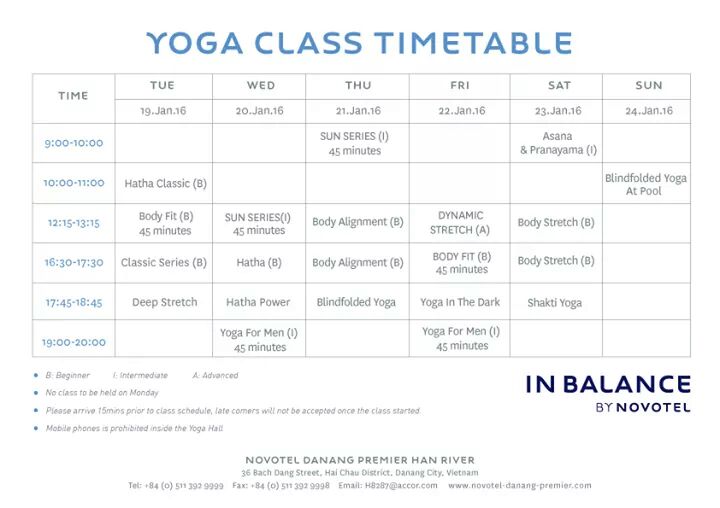 YOGA CLASS TIMETABLE
TIME TUE WED THU FRI SAT SUN
19.Jan.16 20.Jan.16 21.Jan.16 22.Jan.16 23.Jan.16 24.Jan.16
9:00-10:00 SUN SERIES (I) 45 minutes Asana & Pranayama (I)
10:00-11:00 Hatha Classic (B) Blindfolded Yoga At Pool
12:15-13:15 Body Fit (B) 45 minutes SUN SERIES(I) 45 minutes Body Alignment (B) DYNAMIC STRETCH (A) Body Stretch (B)
16:30-17:30 Classic Series (B) Hatha (B) Body Alignment (B) BODY FIT (B) 45 minutes Body Stretch (B)
17:45-18:45 Deep Stretch Hatha Power Blindfolded Yoga Yoga In The Dark Shakti Yoga
19:00-20:00 Yoga For Men (I) 45 minutes Yoga For Men (I) 45 minutes
• B: Beginner I: Intermediate A: Advanced
• No class to be held on Monday
• Please arrive 15mins prior to class schedule, late comers will not be accepted once the class started
• Mobile phones is prohibited inside the Yoga Hall
IN BALANCE
BY NOVOTEL
NOVOTEL DANANG PREMIER HAN RIVER
36 Bach Dang Street, Hai Chau District, Danang City, Vietnam
Tel: +84 (0) 511 392 9999 Fax: +84 (0) 511 392 9998 Email: H8287@accor.com www.novotel-danang-premier.com